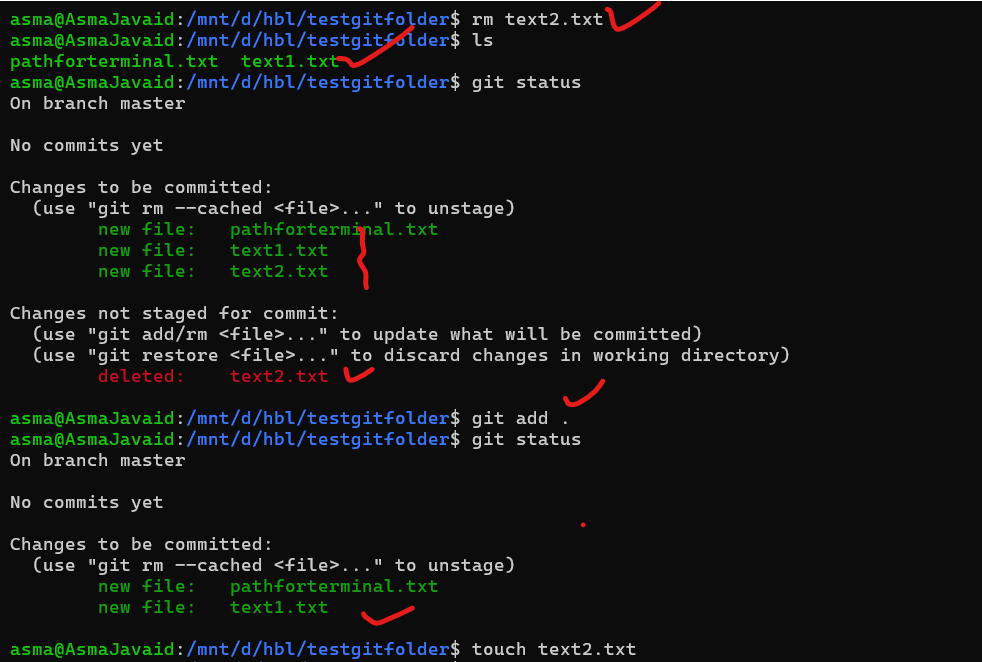 asma@AsmaJavaid:/mnt/d/hbl/testgitfolder$ rm text2.txt
asma@AsmaJavaid:/mnt/d/hbl/testgitfolder$ ls
pathforterminal.txt  text1.txt
asma@AsmaJavaid:/mnt/d/hbl/testgitfolder$ git status
On branch master

No commits yet

Changes to be committed:
  (use "git rm --cached <file>..." to unstage)
        new file:   pathforterminal.txt
        new file:   text1.txt
        new file:   text2.txt

Changes not staged for commit:
  (use "git add/rm <file>..." to update what will be committed)
  (use "git restore <file>..." to discard changes in working directory)
        deleted:    text2.txt

asma@AsmaJavaid:/mnt/d/hbl/testgitfolder$ git add .
asma@AsmaJavaid:/mnt/d/hbl/testgitfolder$ git status
On branch master

No commits yet

Changes to be committed:
  (use "git rm --cached <file>..." to unstage)
        new file:   pathforterminal.txt
        new file:   text1.txt

asma@AsmaJavaid:/mnt/d/hbl/testgitfolder$ touch text2.txt